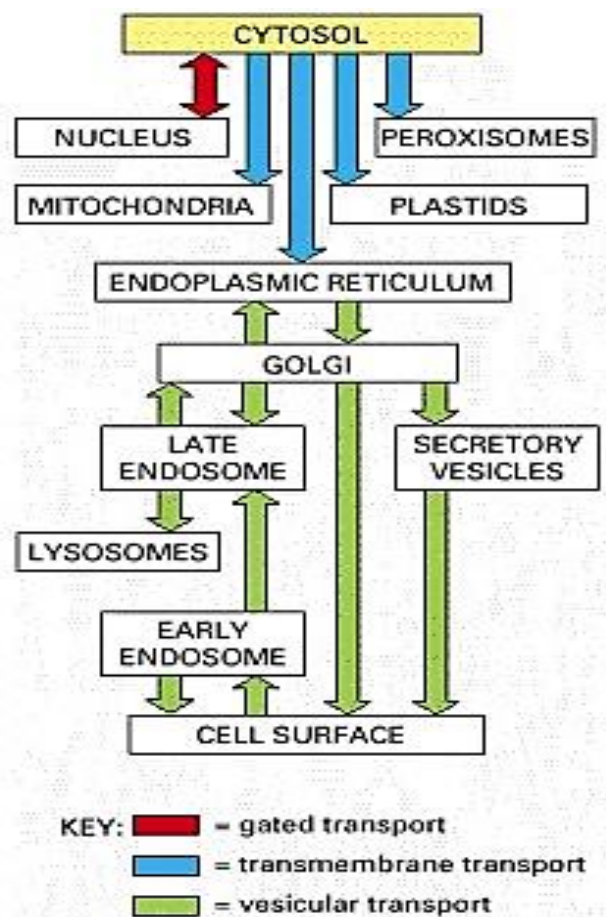 CYTOSOL
NUCLEUS
PEROXISOMES
MITOCHONDRIA
PLASTIDS
ENDOPLASMIC RETICULUM
GOLGI
LATE
ENDOSOME
SECRETORY
VESICLES
LYSOSOMES
EARLY
ENDOSOME
CELL SURFACE
KEY: = gated transport
= transmembrane transport
= vesicular transport